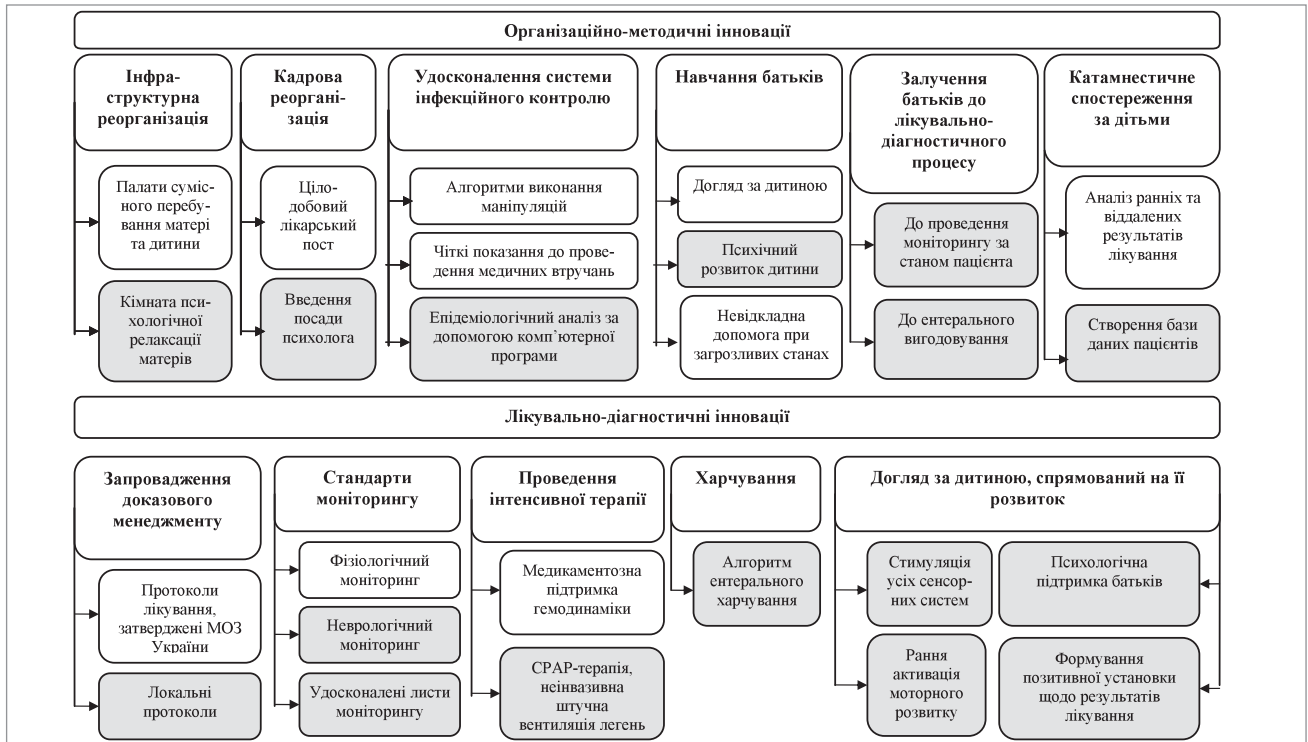 Організаційно-методичні інновації
Інфра-
структурна
реорганізація
Палати суміс-
ного перебу-
вання матері
та дитини
Кімната пси-
хологічної
релаксації
матерів
Кадрова
реоргані-
зація
Ціло-
добовий
лікарський
пост
Введення
посади
психолога
Удосконалення системи
інфекційного контролю
Алгоритми виконання
маніпуляцій
Чіткі показання до прове-
дення медичних втручань
Епідеміологічний аналіз за
допомогою комп’ютерної
програми
Навчання батьків
Догляд за дитиною
Психічний
розвиток дитини
Невідкладна
допомога при
загрозливих станах
Залучення
батьків до
лікувально-
діагностичного
процесу
До проведення
моніторингу за
станом пацієнта
До ентерального
вигодовування
Катамнестичне
спостереження
за дітьми
Аналіз ранніх та
віддалених
результатів
лікування
Створення бази
даних пацієнтів
Лікувально-діагностичні інновації
Запровадження
доказового
менеджменту
Протоколи
лікування,
затверджені МОЗ
України
Локальні
протоколи
Стандарти
моніторингу
Фізіологічний
моніторинг
Неврологічний
моніторинг
Удосконалені листи
моніторингу
Проведення
інтенсивної терапії
Медикаментозна
підтримка
гемодинаміки
СРАР-терапія,
неінвазивна
штучна
вентиляція легень
Харчування
Алгоритм
ентерального
харчування
Догляд за дитиною, спрямований на її
розвиток
Стимуляція
усіх сенсор-
них систем
Рання
активація
моторного
розвитку
Психологічна
підтримка батьків
Формування
позитивної установки
щодо результатів
лікування